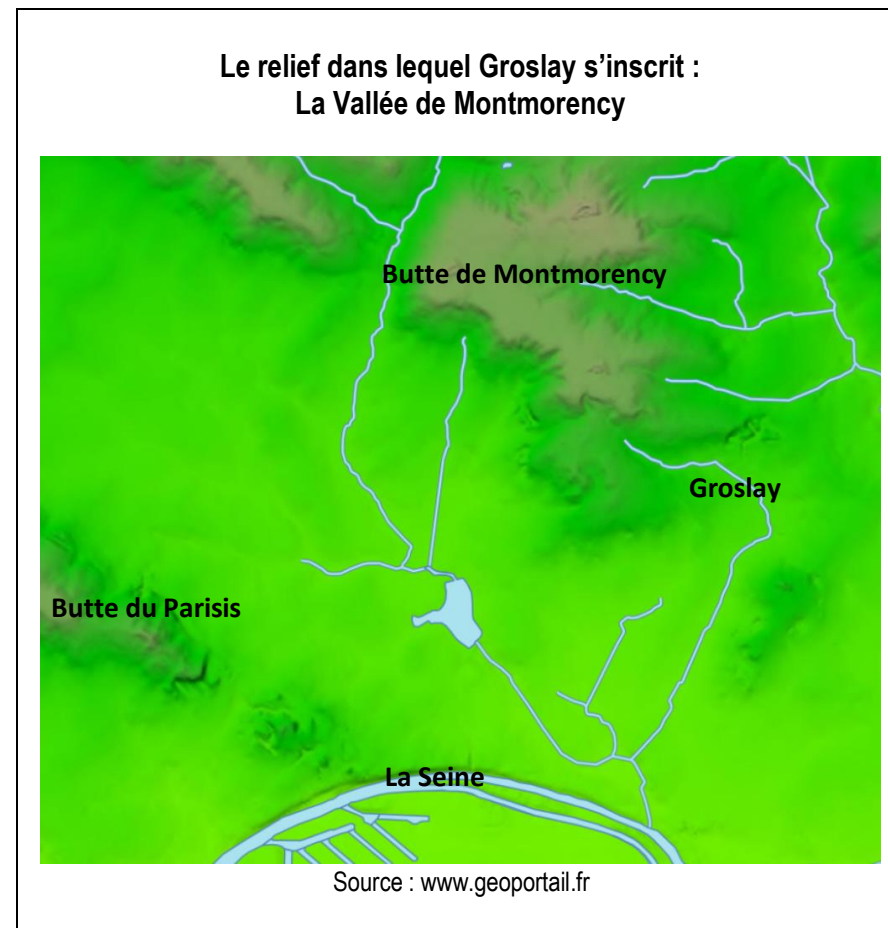 Le relief dans lequel Groslay s’inscrit :
La Vallée de Montmorency
Butte de Montmorency
Groslay
Butte du Parisis
La Seine
Source : www.geoportail.fr